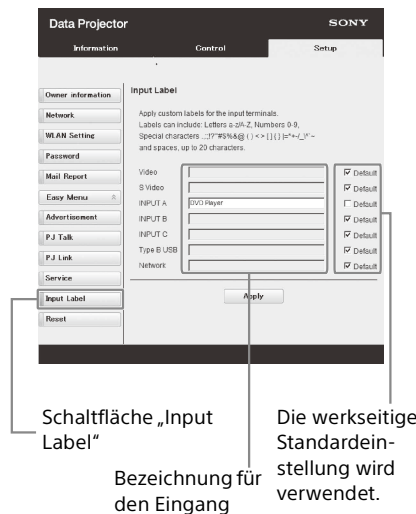 Data Projector
SONY
Information Control Setup
Owner information
Network
WLAN Setting
Password
Mail Report
Easy Menu
Advertisement
PJ Talk
PJ Link
Service
Input Label
Reset
Input Label
Apply custom labels for the input terminals.
Labels can include: Letters a-z/A-Z, Numbers 0-9,
Special characters .:;!?"#$%&@ ( ) < > [ ] { } |=*+-/_\^`~
and spaces, up to 20 characters.
Video Default
S Video Default
INPUT A DVD Player Default
INPUT B Default
INPUT C Default
Type B USB Default
Network Default
Apply
Schaltfläche „Input
Label“
Bezeichnung für
den Eingang
Die werkseitige
Standardein-
stellung wird
verwendet.